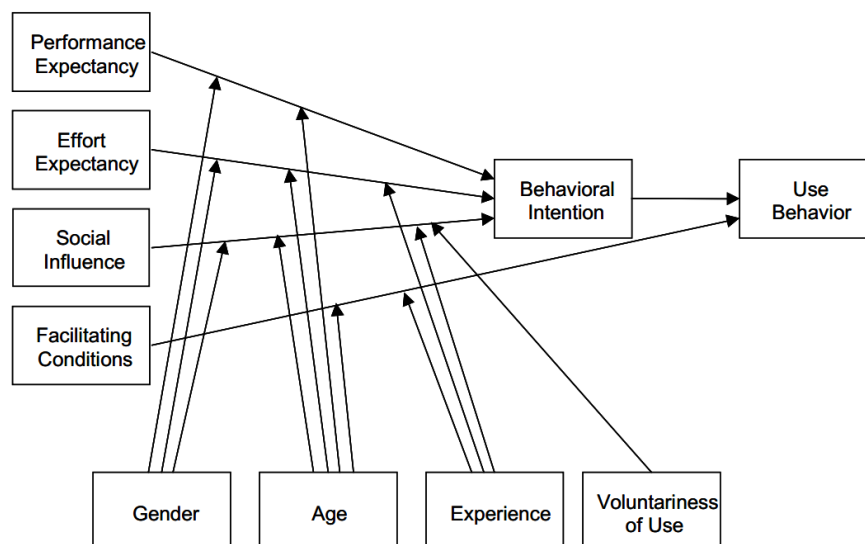 Performance
Expectancy
Effort
Expectancy
Social
Influence
Facilitating
Conditions
Behavioral
Intention
Use
Behavior
Gender
Age
Experience
Voluntariness
of Use